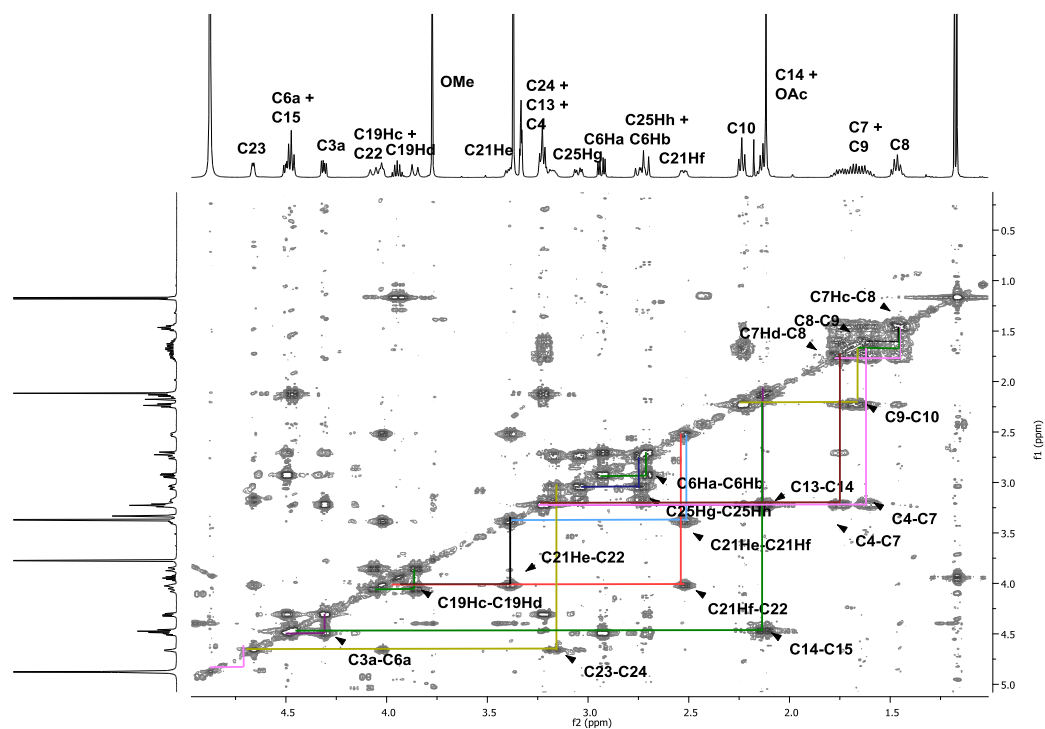 OMe
C14 +
OAc
C24 +
C13 +
C4
C6a +
C15
C19Hc +
C22
C19Hd
C25Hh +
C6Hb
C23
C3a
C21He
C25Hg
C6Ha
C21Hf
C10
C7 +
C9
C8
0.5
1.0
1.5
2.0
2.5
3.0
3.5
4.0
4.5
5.0
f1 (ppm)
C7Hc-C8
C8-C9
C7Hd-C8
C9-C10
C6Ha-C6Hb
C13-C14
C25Hg-C25Hh
C4-C7
C4-C7
C21He-C21Hf
C21He-C22
C21Hf-C22
C19Hc-C19Hd
C14-C15
C3a-C6a
C23-C24
4.5
4.0
3.5
3.0
2.5
2.0
1.5
f2 (ppm)